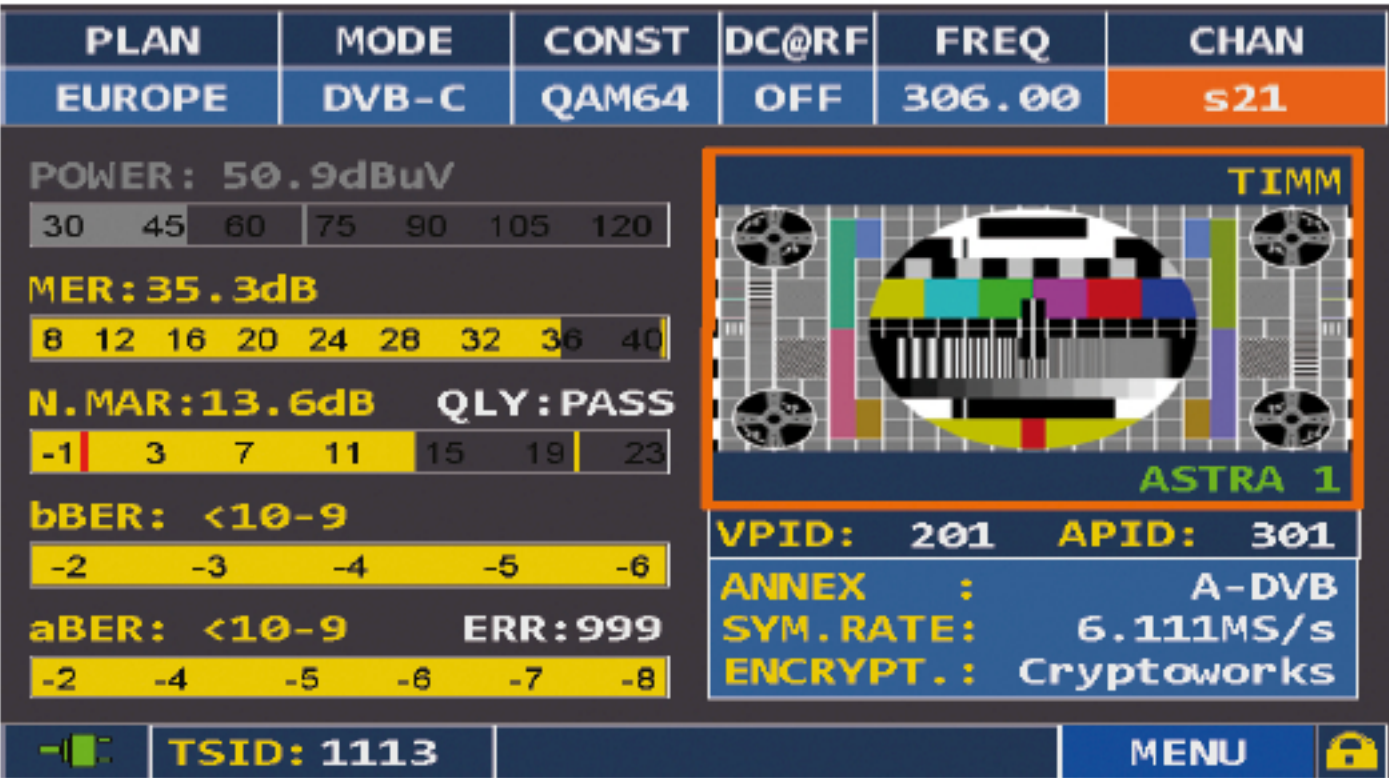 PLAN MODE CONST DC@RF FREQ CHAN
EUROPE DVB-C QAM64 OFF 306.00 s21
POWER: 50.9dBuV
30 45 60 75 90 105 120
MER:35.3dB
8 12 16 20 24 28 32 36 40
N.MAR:13.6dB QLY:PASS
-1 3 7 11 15 19 23
bBER: <10-9
-2 -3 -4 -5 -6
aBER: <10-9 ERR:999
-2 -4 -5 -6 -7 -8
TIMM
ASTRA 1
VPID: 201 APID: 301
ANNEX : A-DVB
SYM.RATE: 6.111MS/s
ENCRYPT.: Cryptoworks
TSID: 1113 MENU